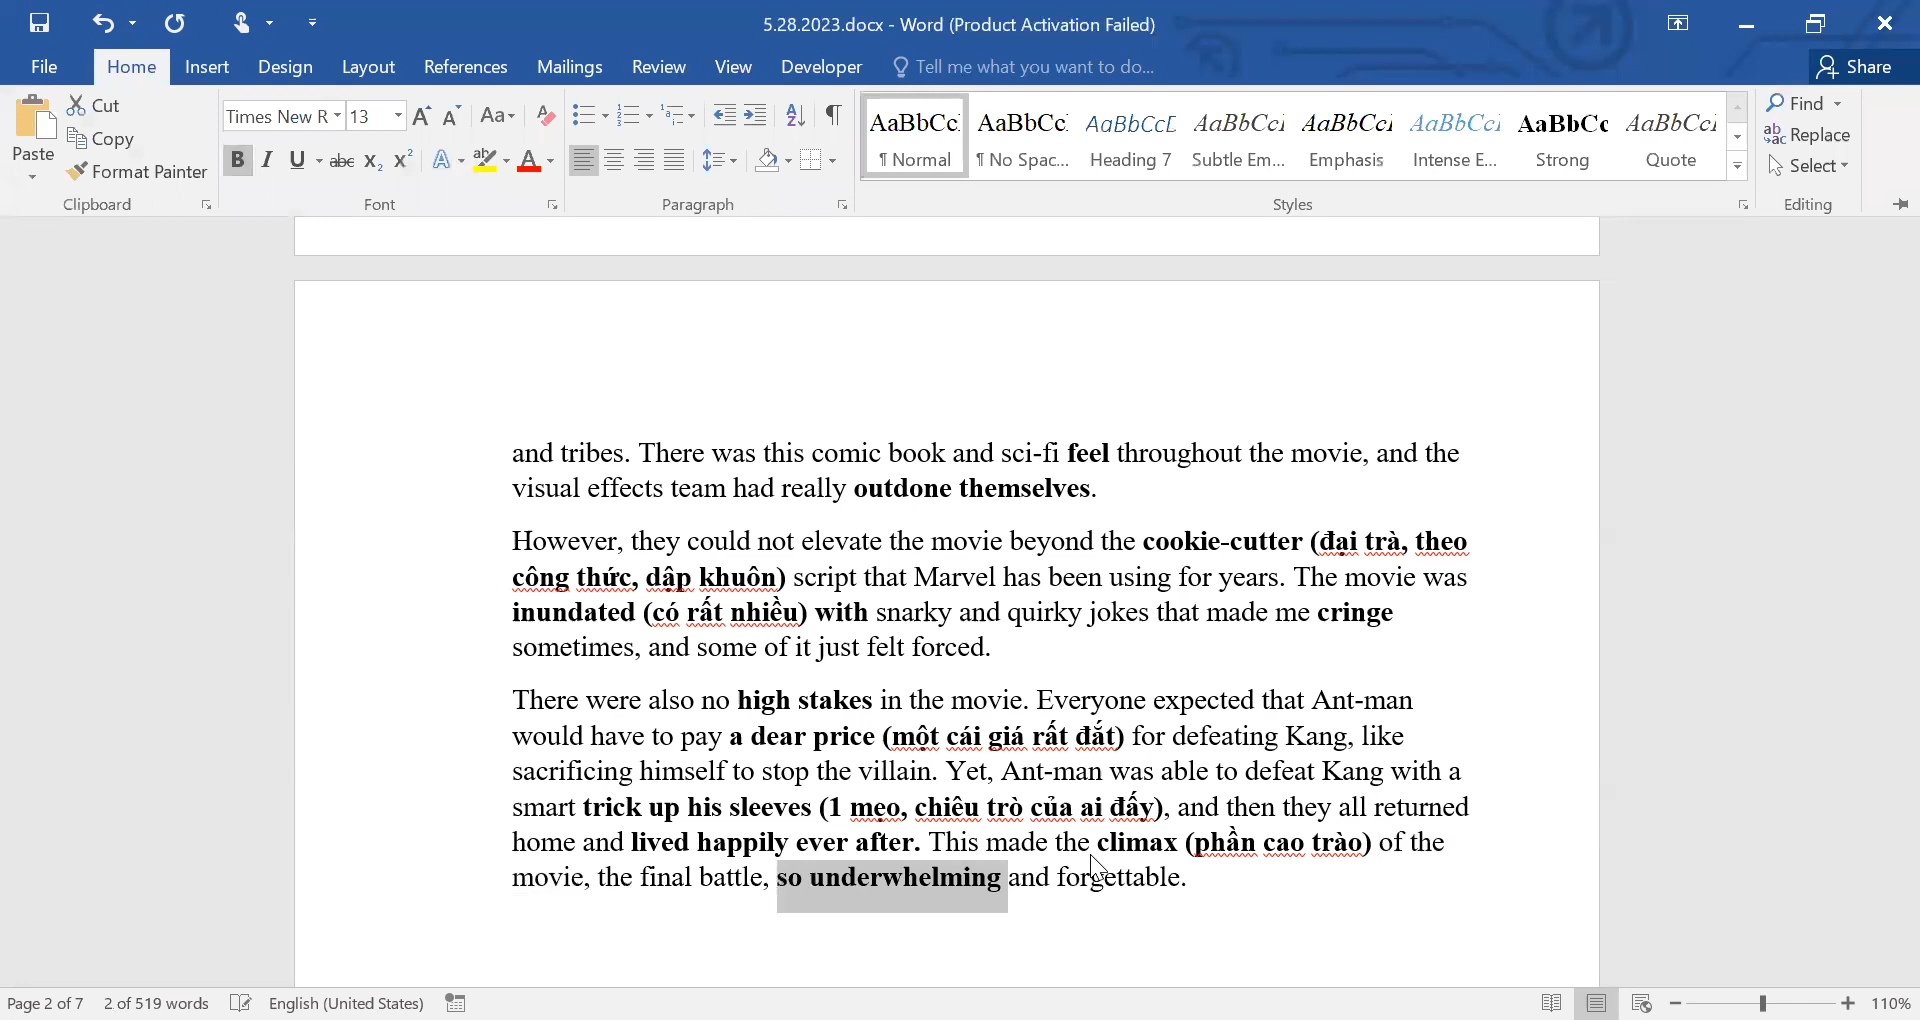 5.28.2023.docx - Word (Product Activation Failed)
File Home Insert Design Layout References Mailings Review View Developer Tell me what you want to do... Share
Paste Cut
Copy
Format Painter
Clipboard
Times New R 13
Aa
B I U abc X₂ X² A ab A
Font
Paragraph
AaBbCcI AaBbCcI AaBbCcL AaBbCcI AaBbCcI AaBbCcI AaBbCc AaBbCcI
¶ Normal ¶ No Spac... Heading 7 Subtle Em... Emphasis Intense E... Strong Quote
Styles
Find
Replace
Select
Editing
and tribes. There was this comic book and sci-fi feel throughout the movie, and the
visual effects team had really outdone themselves.
However, they could not elevate the movie beyond the cookie-cutter (đại trà, theo
công thức, dập khuôn) script that Marvel has been using for years. The movie was
inundated (có rất nhiều) with snarky and quirky jokes that made me cringe
sometimes, and some of it just felt forced.
There were also no high stakes in the movie. Everyone expected that Ant-man
would have to pay a dear price (một cái giá rất đắt) for defeating Kang, like
sacrificing himself to stop the villain. Yet, Ant-man was able to defeat Kang with a
smart trick up his sleeves (1 mẹo, chiêu trò của ai đấy), and then they all returned
home and lived happily ever after. This made the climax (phần cao trào) of the
movie, the final battle, so underwhelming and forgettable.
Page 2 of 7 2 of 519 words English (United States) 110%